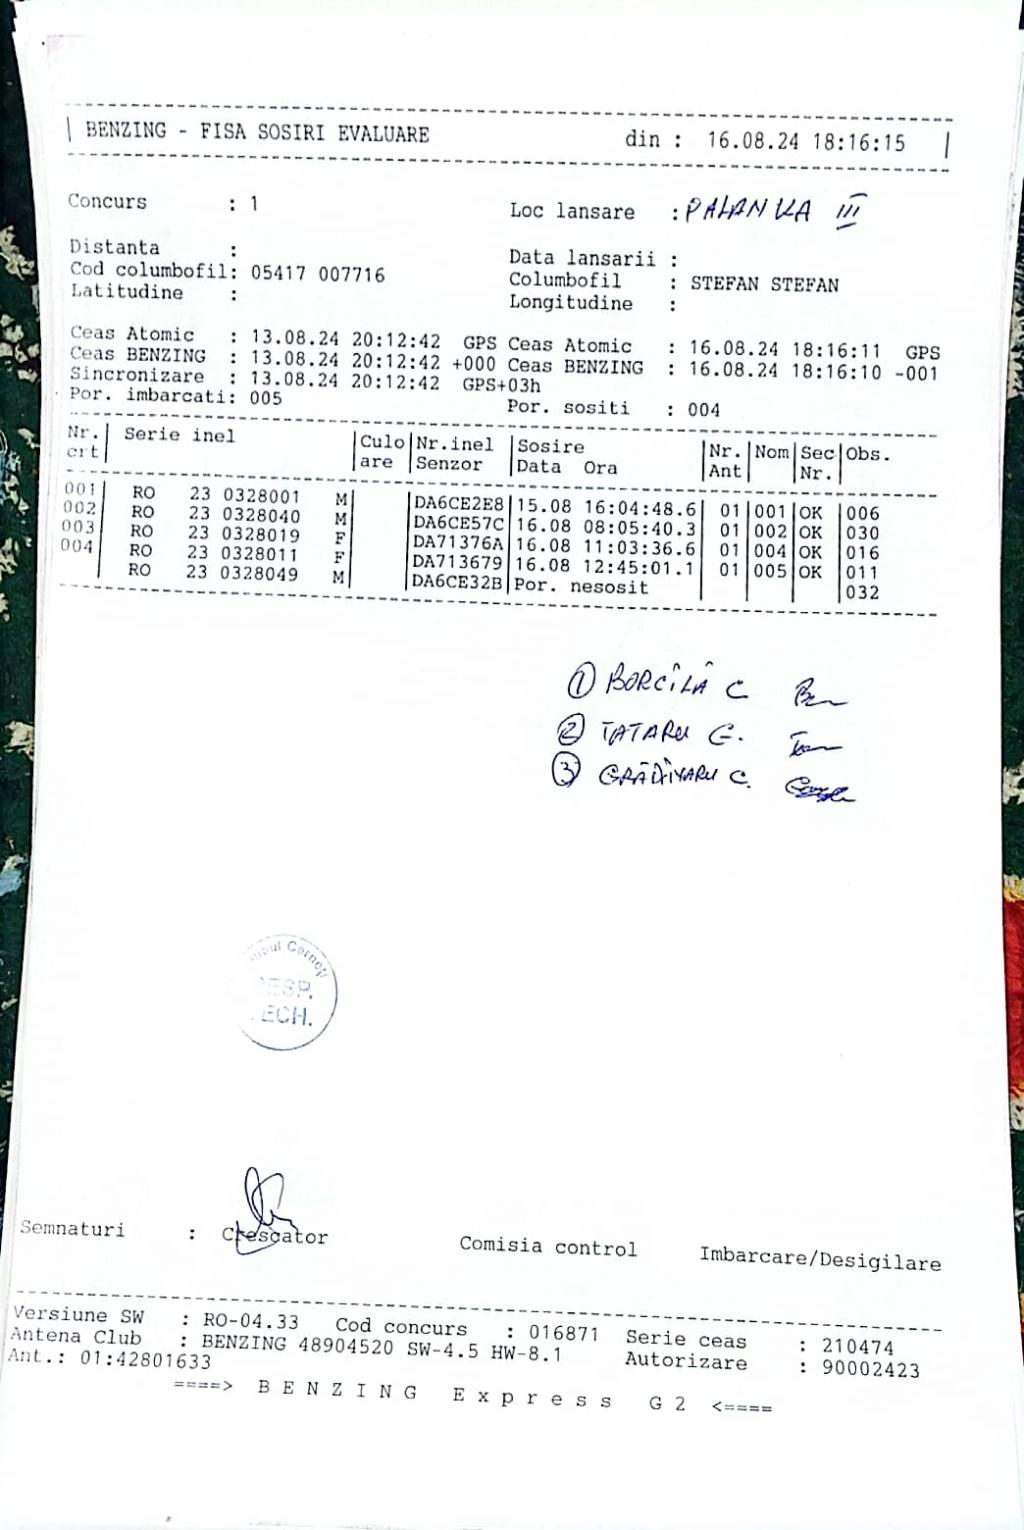 BENZING - FISA SOSIRI EVALUARE din : 16.08.24 18:16:15
Concurs : 1 Loc lansare : PALANKA III
Distanta : Data lansarii :
Cod columbofil: 05417 007716 Columbofil : STEFAN STEFAN
Latitudine : Longitudine :
Ceas Atomic : 13.08.24 20:12:42 GPS Ceas Atomic : 16.08.24 18:16:11 GPS
Ceas BENZING : 13.08.24 20:12:42 +000 Ceas BENZING : 16.08.24 18:16:10 -001
Sincronizare : 13.08.24 20:12:42 GPS+03h
Por. imbarcati: 005 Por. sositi : 004
Nr. Serie inel Culo Nr.inel Sosire Nr. Nom Sec Obs.
crt are Senzor Data Ora Ant Nr.
001 RO 23 0328001 M DA6CE2E8 15.08 16:04:48.6 01 001 OK 006
002 RO 23 0328040 M DA6CE57C 16.08 08:05:40.3 01 002 OK 030
003 RO 23 0328019 F DA71376A 16.08 11:03:36.6 01 004 OK 016
004 RO 23 0328011 F DA713679 16.08 12:45:01.1 01 005 OK 011
RO 23 0328049 M DA6CE32B Por. nesosit 032
1 BORCÎLĂ C
2 TATARU G.
3 GRĂDINARU C.
RESP.
TECH.
Semnaturi : Crescator Comisia control Imbarcare/Desigilare
Versiune SW : RO-04.33 Cod concurs : 016871 Serie ceas : 210474
Antena Club : BENZING 48904520 SW-4.5 HW-8.1 Autorizare : 90002423
Ant.: 01:42801633
====> B E N Z I N G E x p r e s s G 2 <====